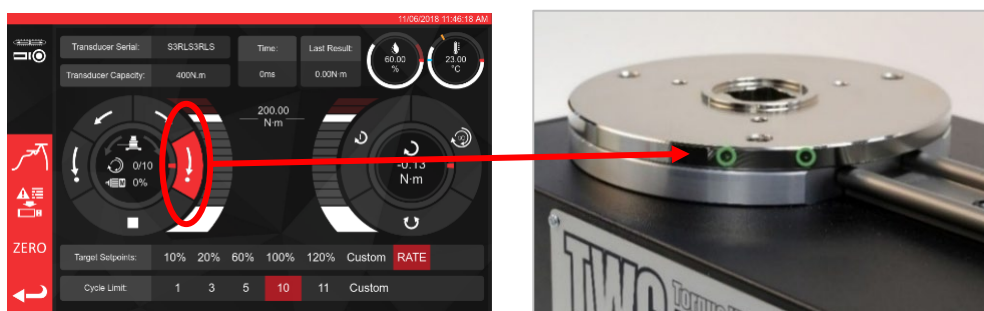 11/06/2018 11:46:18 AM
Transducer Serial: S3RLS3RLS Time: Last Result:
Transducer Capacity: 400N.m 0ms 0.00N·m
60.00
%
23.00
°C
200.00
N·m
0/10
0%
-0.13
N·m
ZERO
Target Setpoints: 10% 20% 60% 100% 120% Custom RATE
Cycle Limit: 1 3 5 10 11 Custom
TWC